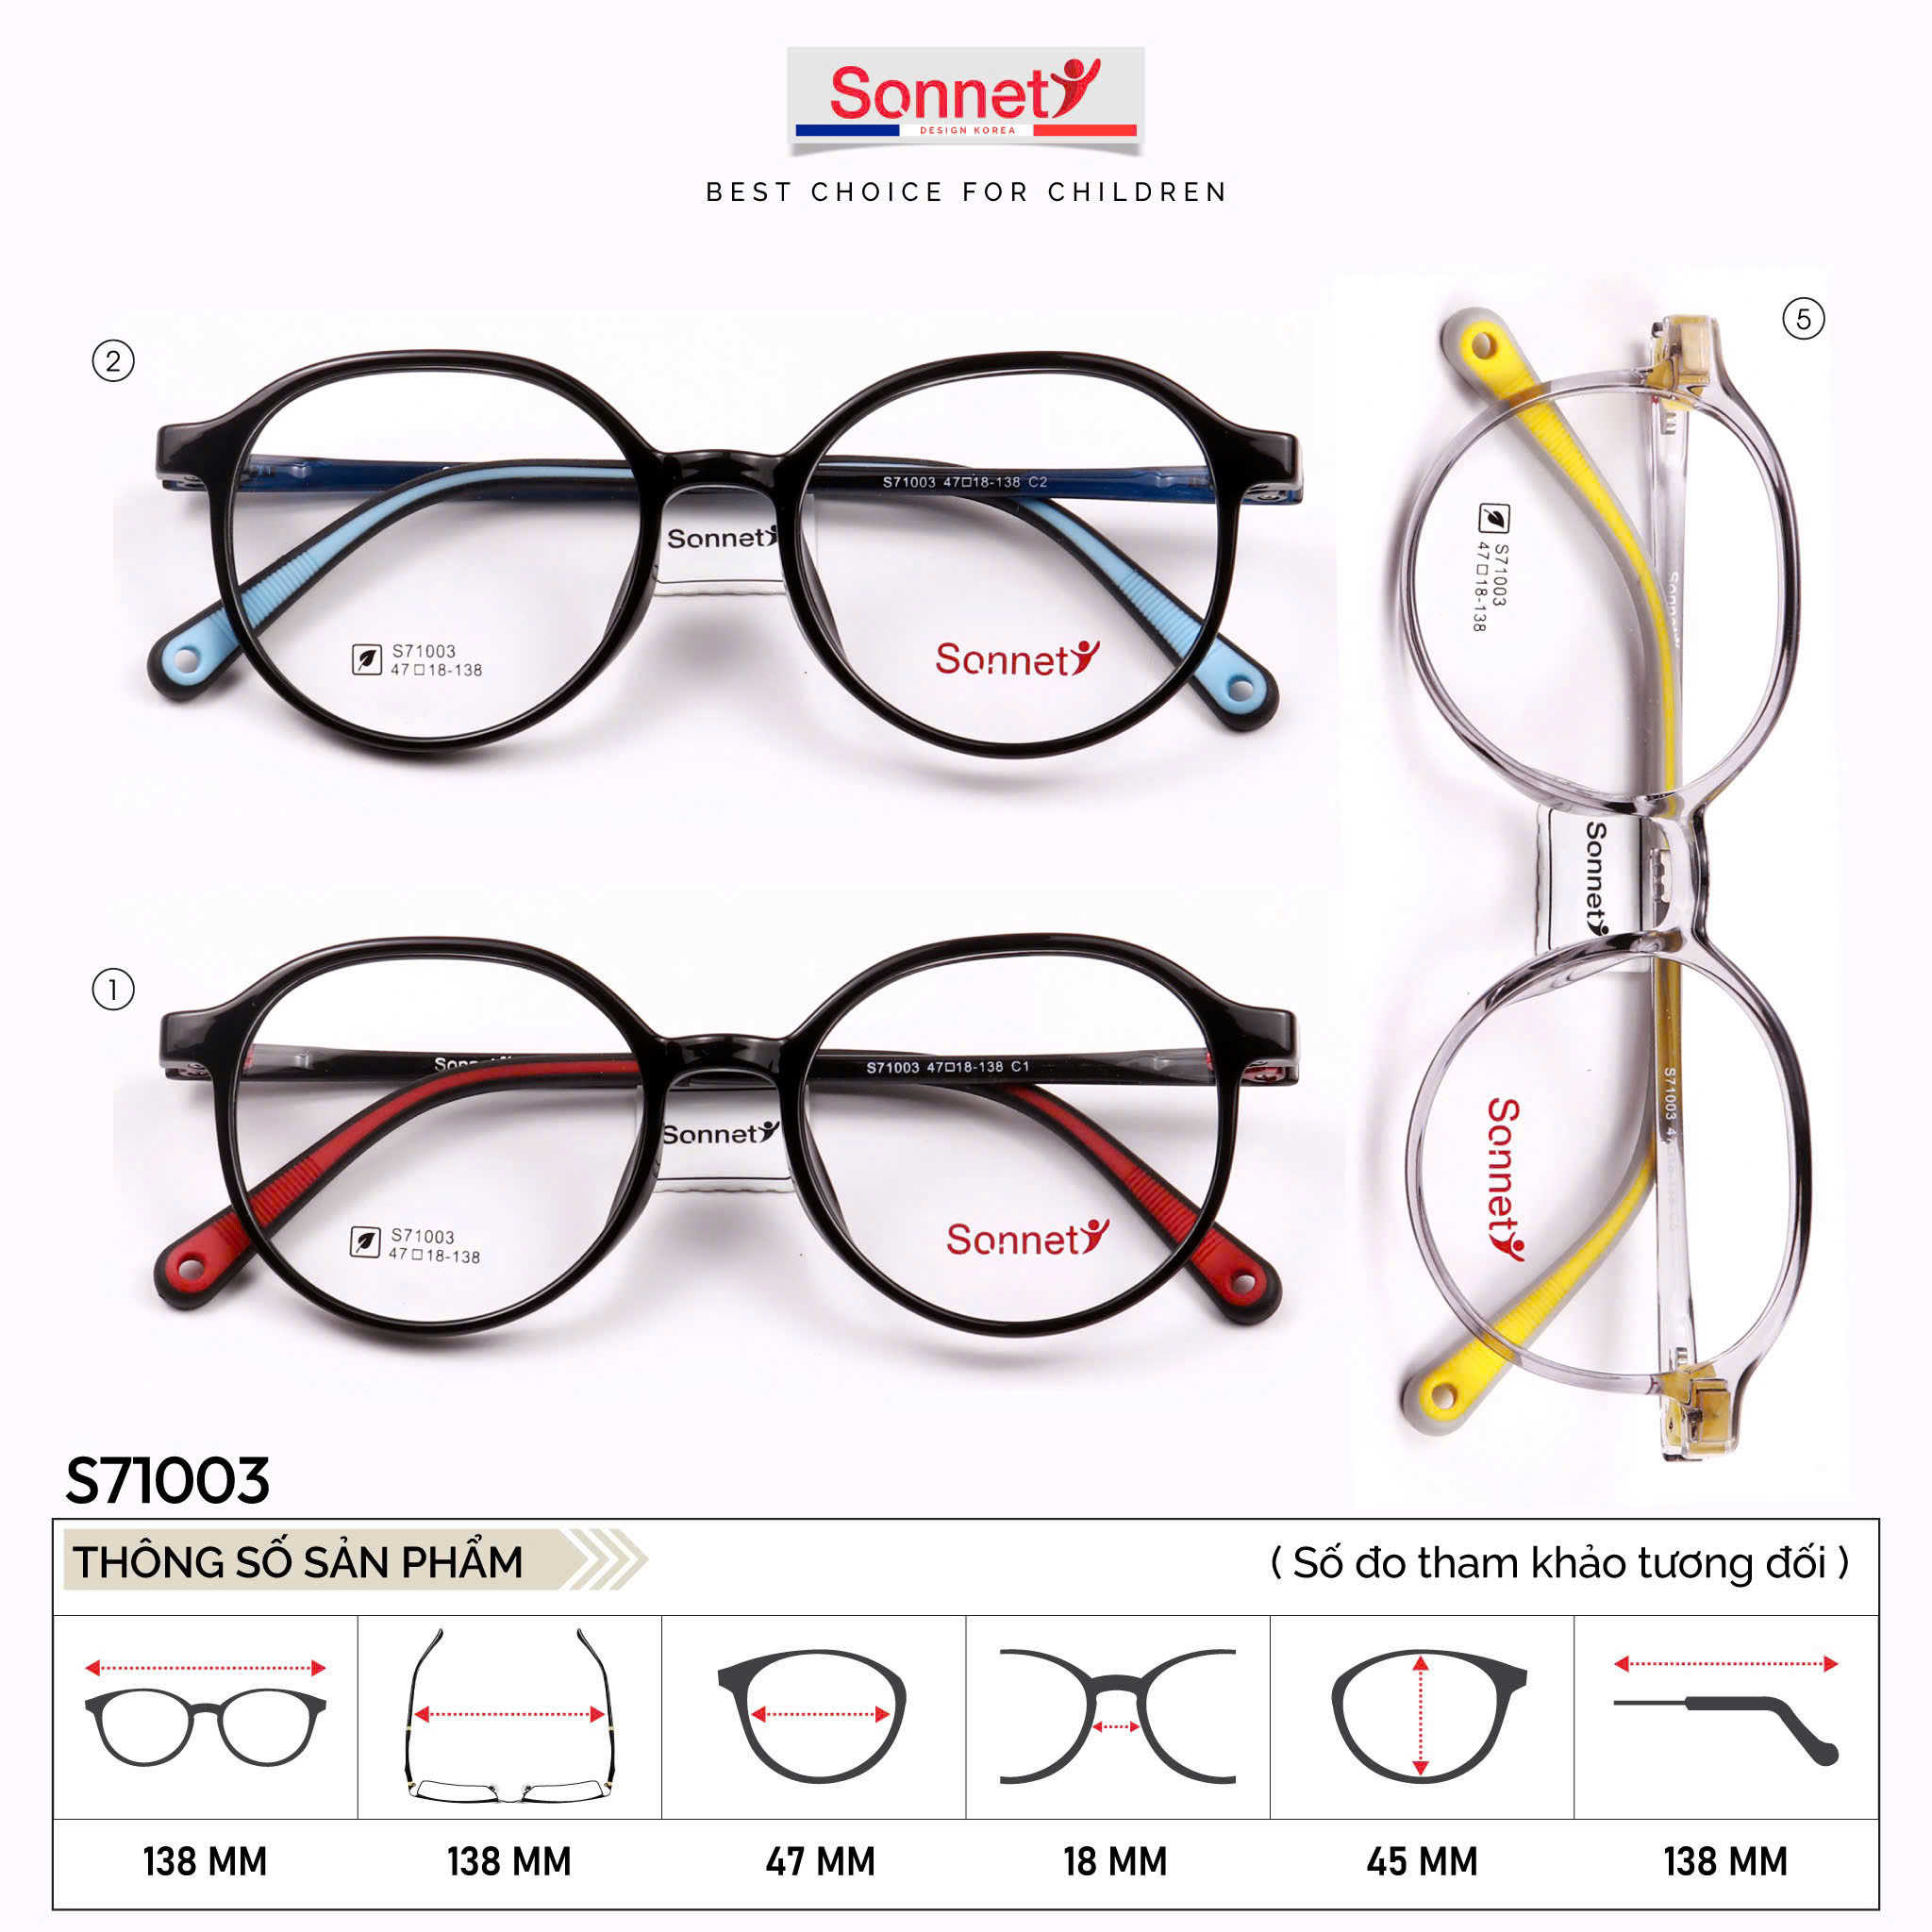 Sonnet
DESIGN KOREA
BEST CHOICE FOR CHILDREN
2
S71003 47□18-138 C2
Sonnet
S71003
47□18-138
Sonnet
5
S71003
47□18-138
Sonnet
Sonnet
1
S71003 47□18-138 C1
Sonnet
S71003
47□18-138
Sonnet
S71003
THÔNG SỐ SẢN PHẨM
( Số đo tham khảo tương đối )
138 MM
138 MM
47 MM
18 MM
45 MM
138 MM